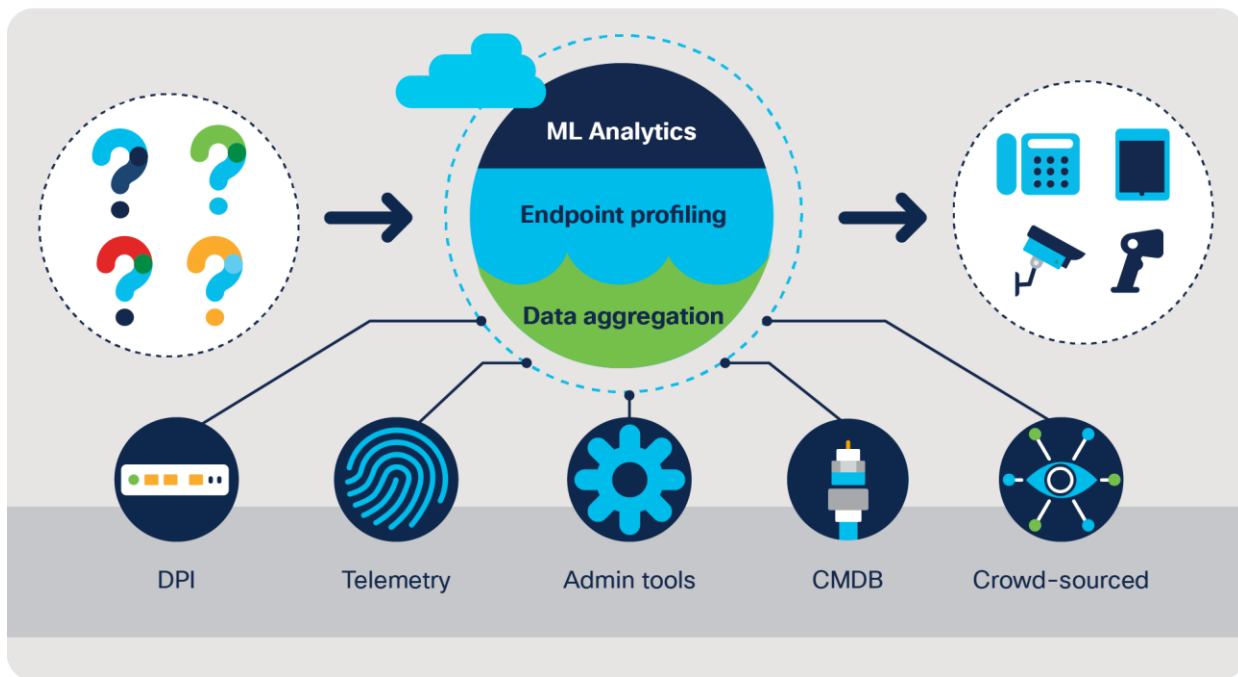 ML Analytics
Endpoint profiling
Data aggregation
DPI
Telemetry
Admin tools
CMDB
Crowd-sourced